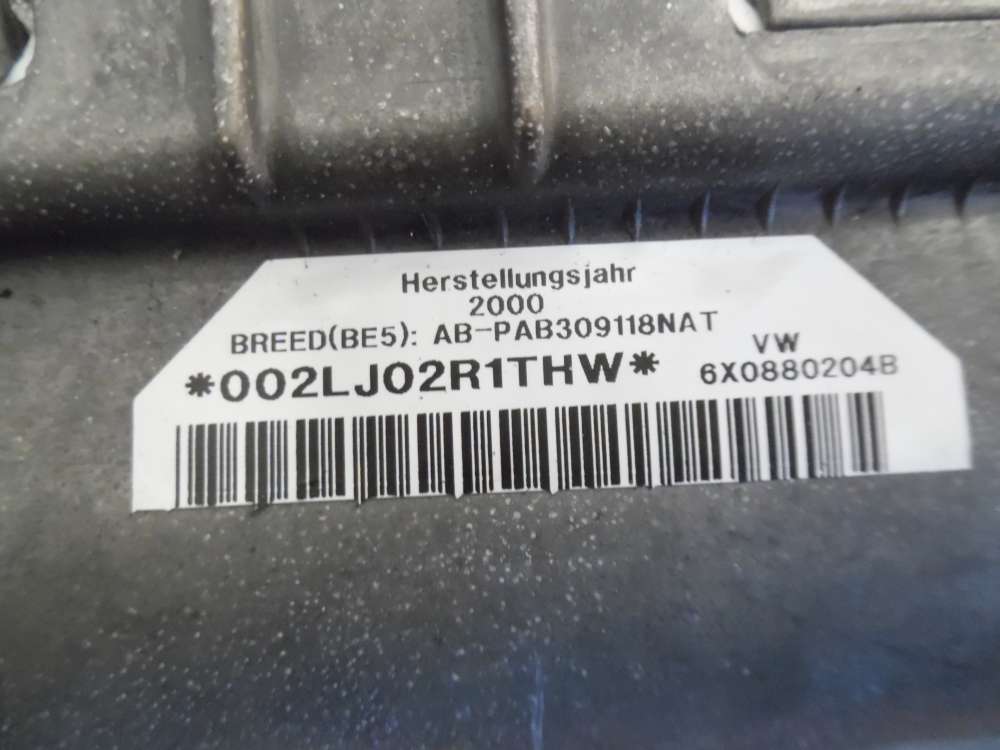 Herstellungsjahr
2000
BREED(BE5): AB-PAB309118NAT
*002LJ02R1THW*
VW
6X0880204B